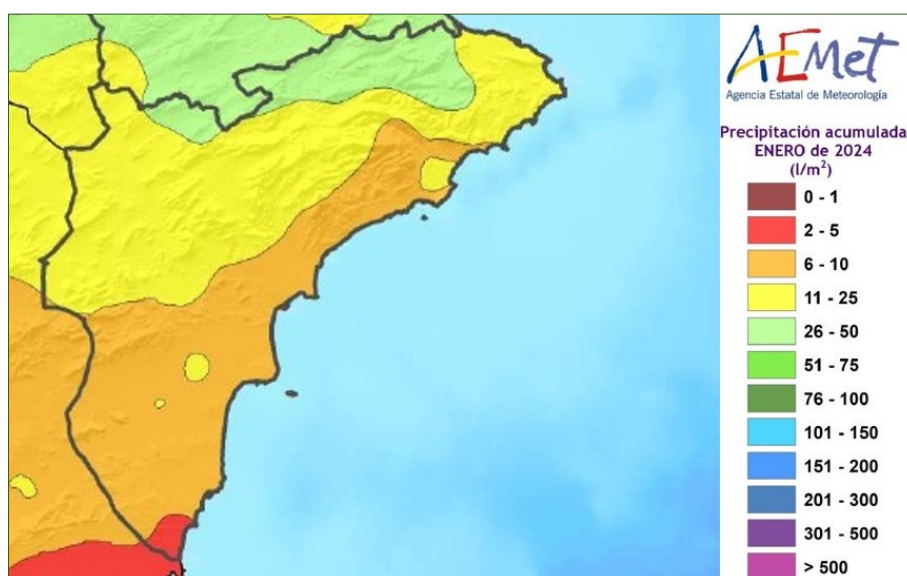 AEMet
Agencia Estatal de Meteorología
Precipitación acumulada
ENERO de 2024
(l/m²)
0 - 1
2 - 5
6 - 10
11 - 25
26 - 50
51 - 75
76 - 100
101 - 150
151 - 200
201 - 300
301 - 500
> 500